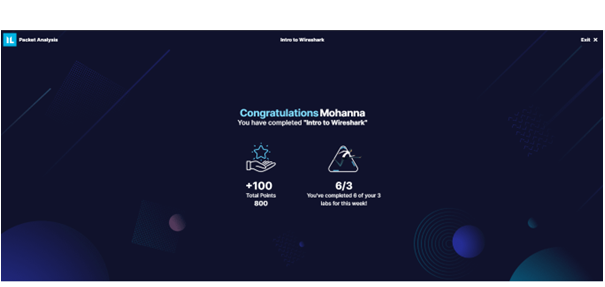 IL Packet Analysis
Intro to Wireshark
Exit ✕
Congratulations Mohanna
You have completed "Intro to Wireshark"
+100
Total Points
800
6/3
You've completed 6 of your 3
labs for this week!